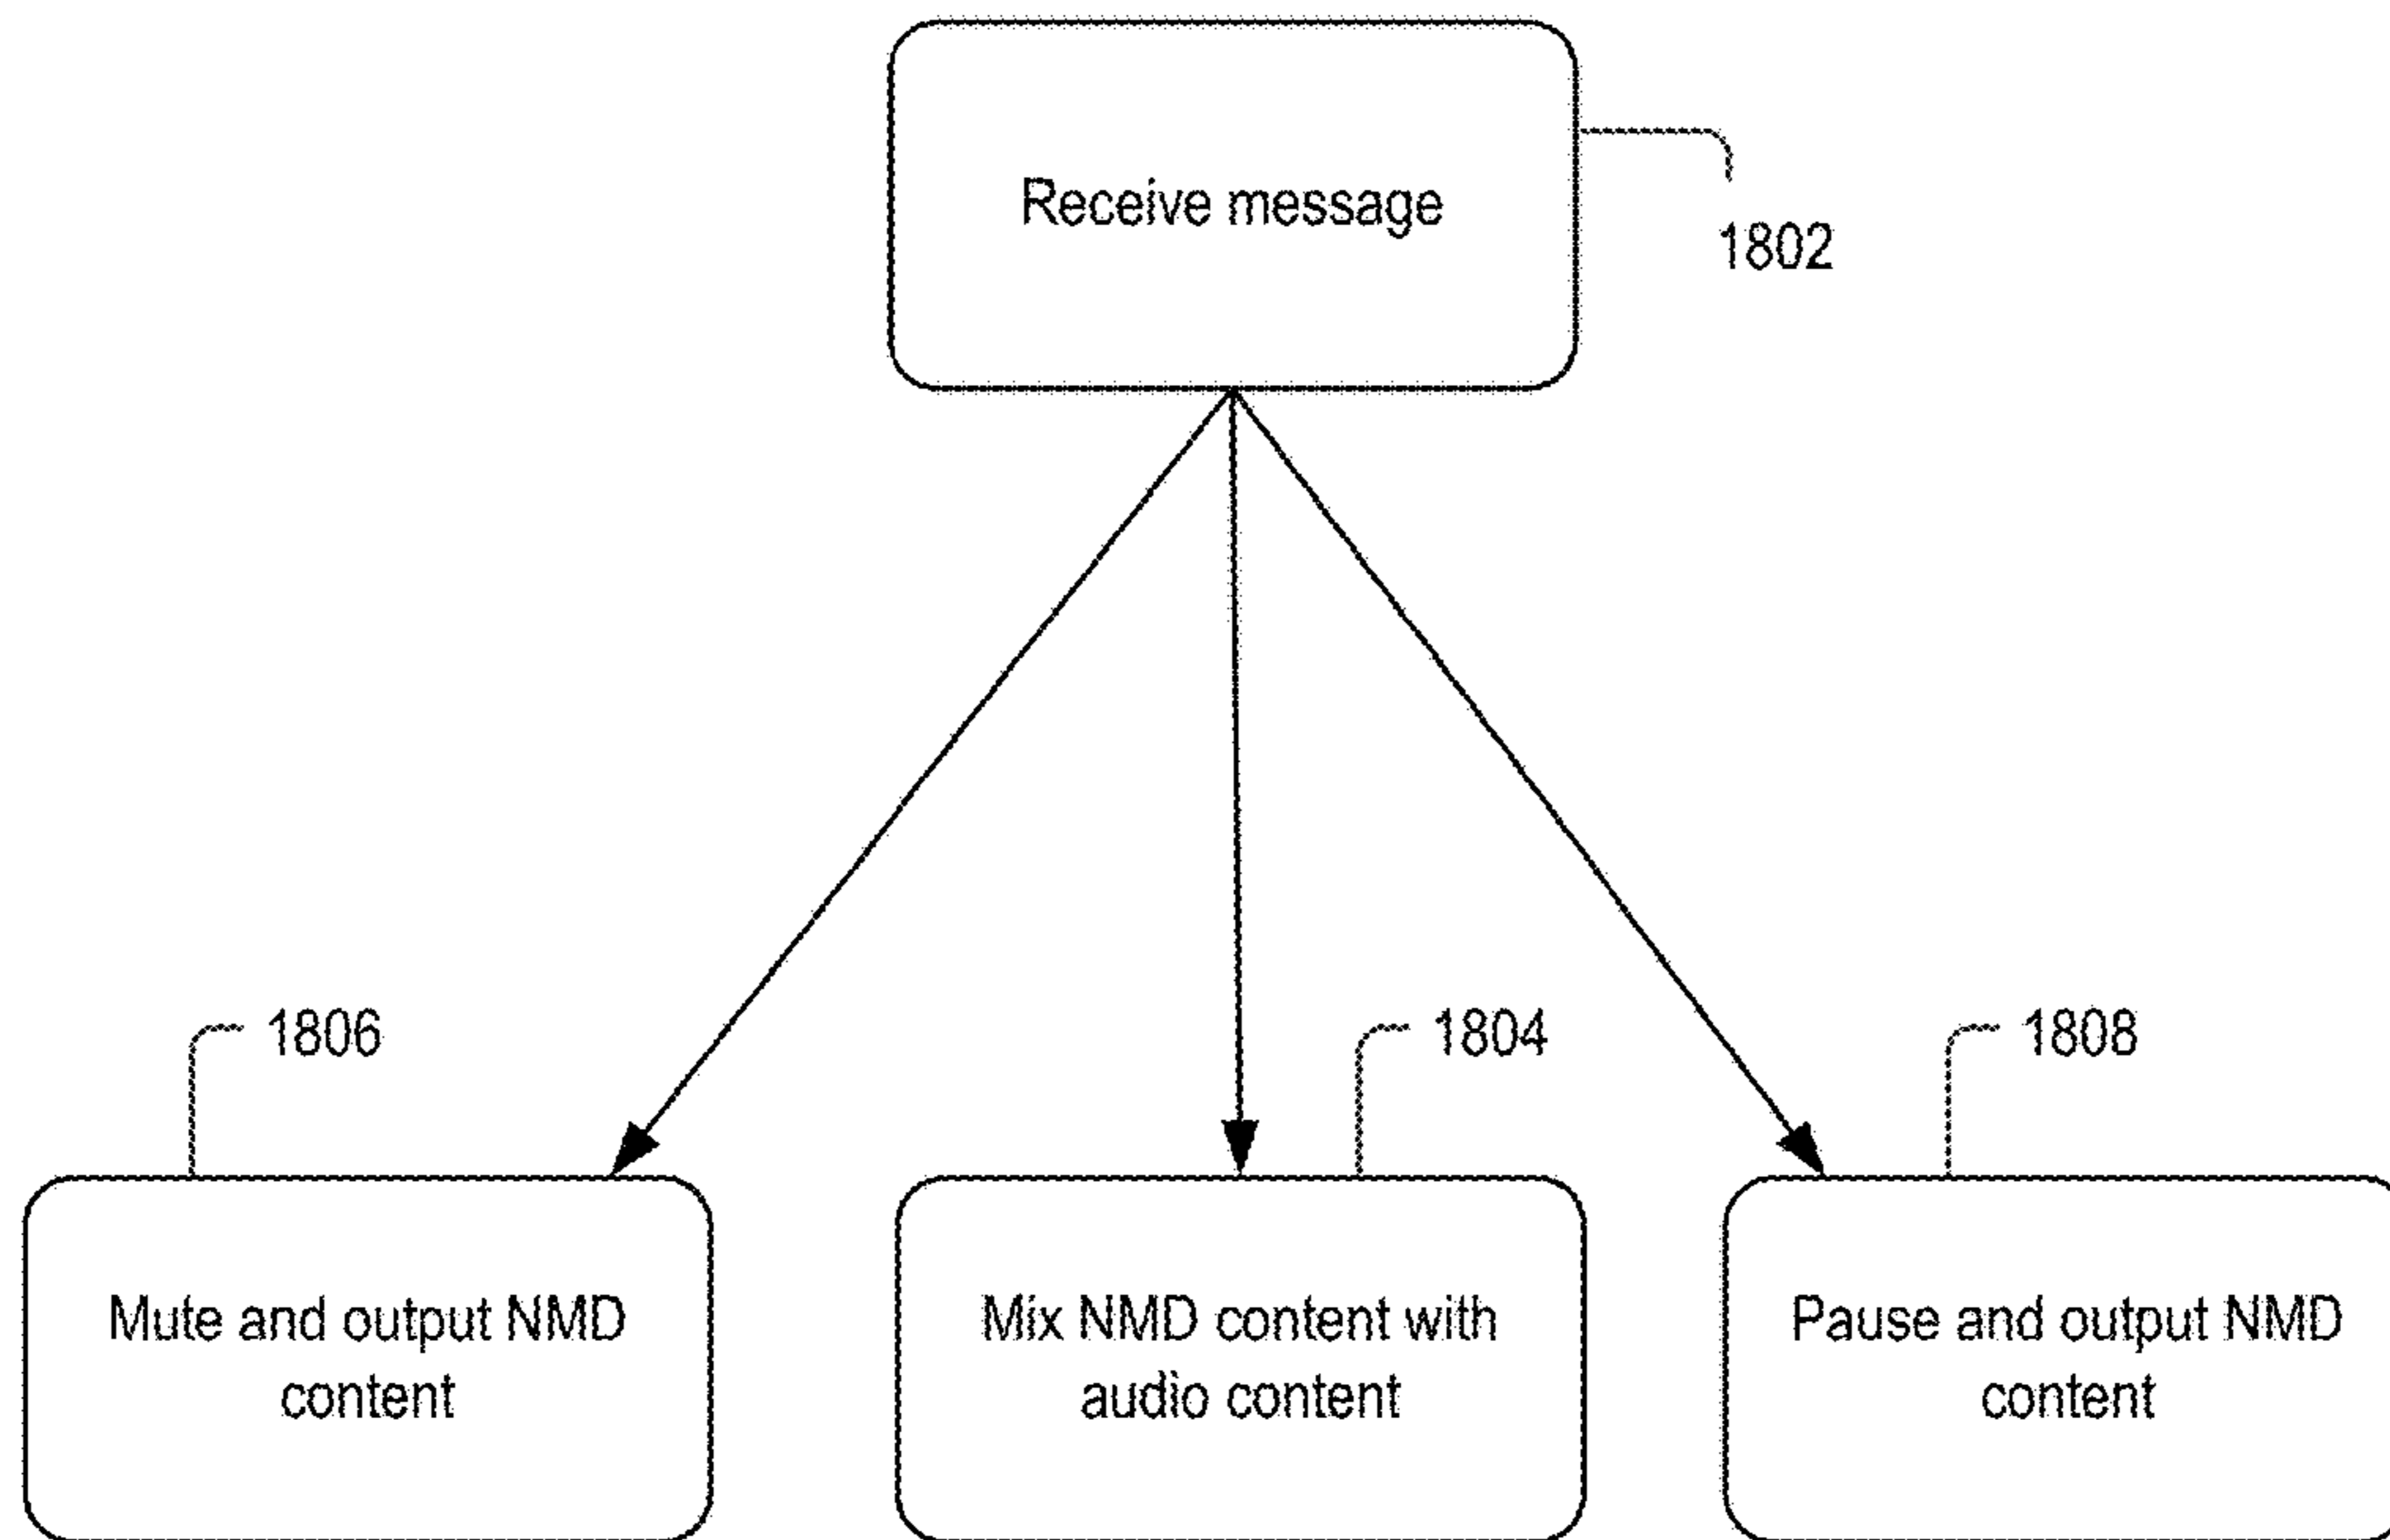 Receive message
1802
1806
1804
1808
Mute and output NMD
content
Mix NMD content with
audio content
Pause and output NMD
content